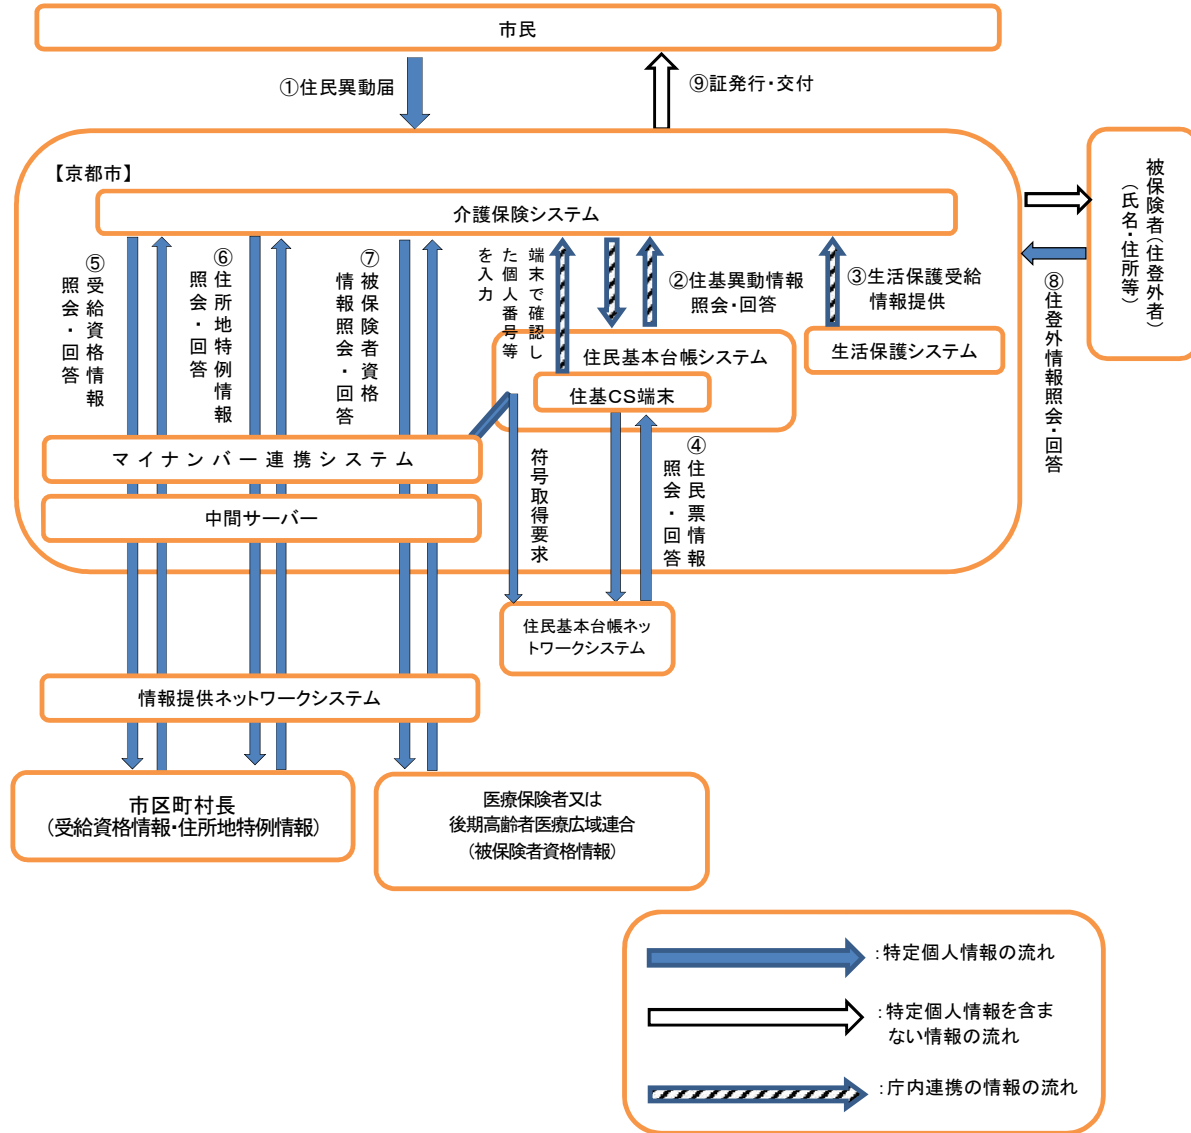 市民
①住民異動届
⑨証発行・交付
【京都市】
介護保険システム
被保険者（住登外者）
（氏名・住所等）
⑤受給資格情報
照会・回答
⑥住所地特例情報
照会・回答
⑦被保険者資格
情報照会・回答
端末で確認し
た個人番号等
を入力
②住基異動情報
照会・回答
③生活保護受給
情報提供
⑧住登外情報照会・回答
住民基本台帳システム
生活保護システム
住基CS端末
マイナンバー連携システム
符号取得要求
④住民票情報
照会・回答
中間サーバー
住民基本台帳ネッ
トワークシステム
情報提供ネットワークシステム
市区町村長
（受給資格情報・住所地特例情報）
医療保険者又は
後期高齢者医療広域連合
（被保険者資格情報）
：特定個人情報の流れ
：特定個人情報を含ま
ない情報の流れ
：庁内連携の情報の流れ